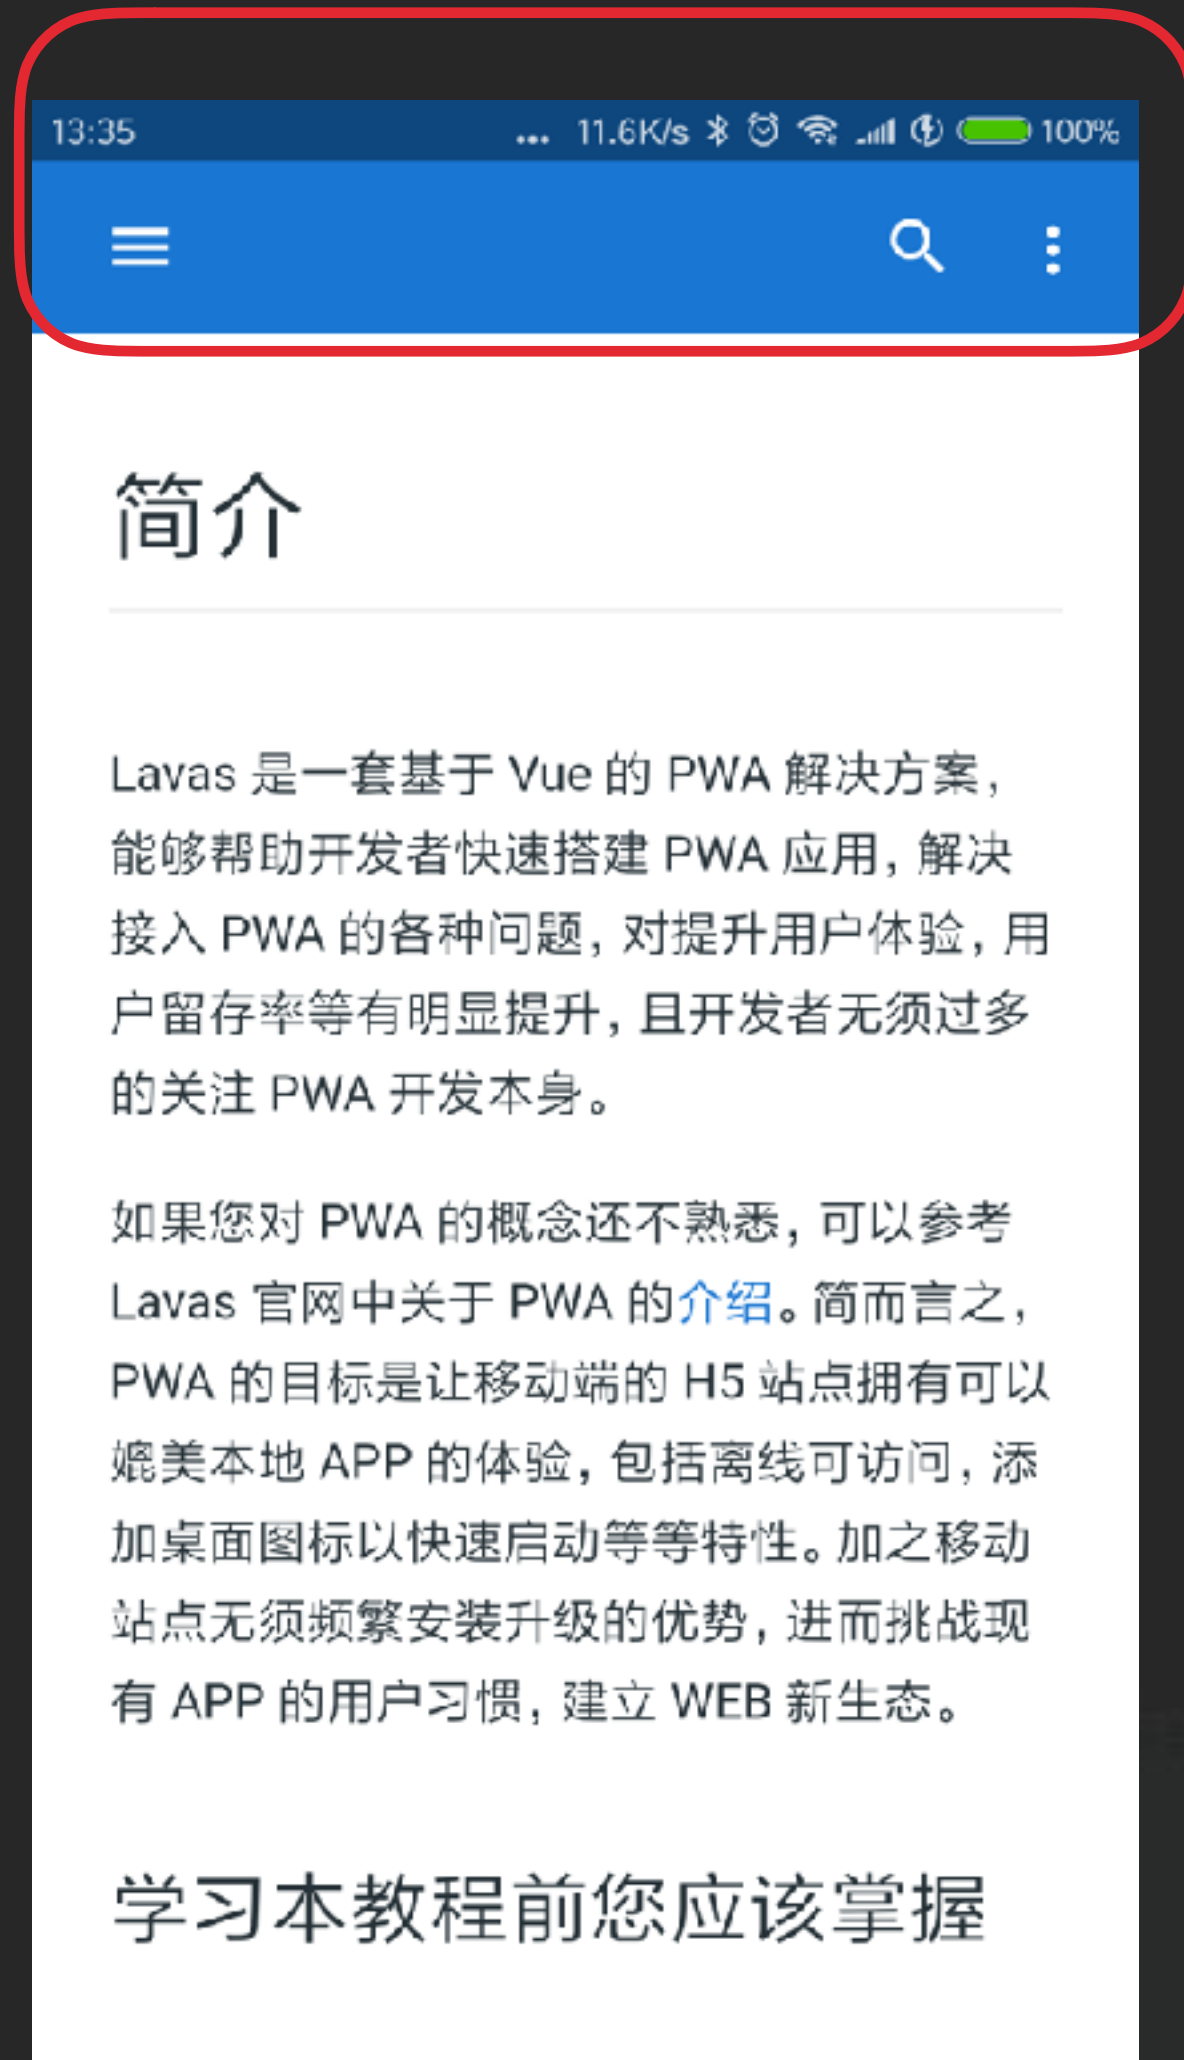 13:35 ... 11.6K/s 100%
简介
Lavas 是一套基于 Vue 的 PWA 解决方案，
能够帮助开发者快速搭建 PWA 应用，解决
接入 PWA 的各种问题，对提升用户体验，用
户留存率等有明显提升，且开发者无须过多
的关注 PWA 开发本身。
如果您对 PWA 的概念还不熟悉，可以参考
Lavas 官网中关于 PWA 的介绍。简而言之，
PWA 的目标是让移动端的 H5 站点拥有可以
媲美本地 APP 的体验，包括离线可访问，添
加桌面图标以快速启动等等特性。加之移动
站点无须频繁安装升级的优势，进而挑战现
有 APP 的用户习惯，建立 WEB 新生态。
学习本教程前您应该掌握